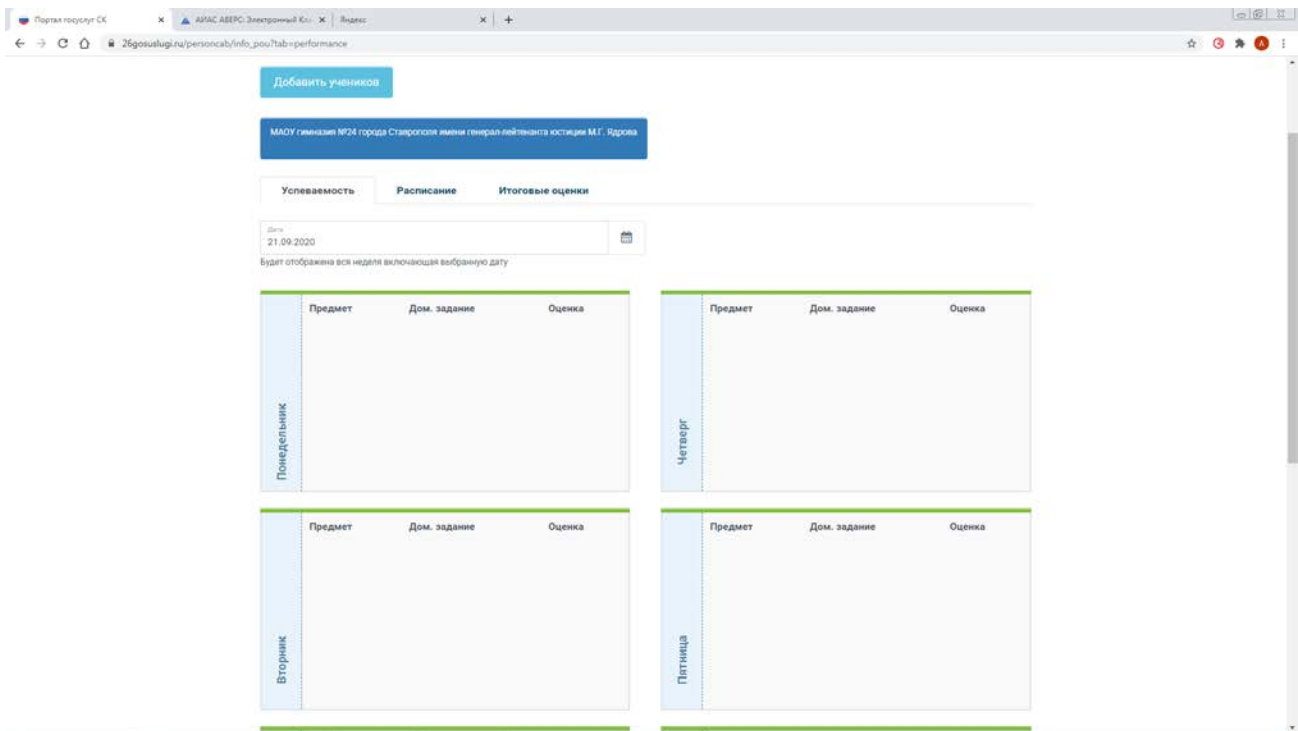 Портал госуслуг СК
АИАС АВЕРС: Электронный Кла
Яндекс
26gosuslugi.ru/personcab/info_pou?tab=performance
А
Добавить учеников
МАОУ гимназия №24 города Ставрополя имени генерал-лейтенанта юстиции М.Г. Ядрова
Успеваемость Расписание Итоговые оценки
Дата
21.09.2020
Будет отображена вся неделя включающая выбранную дату
Предмет Дом. задание Оценка
Понедельник
Предмет Дом. задание Оценка
Четверг
Предмет Дом. задание Оценка
Вторник
Предмет Дом. задание Оценка
Пятница